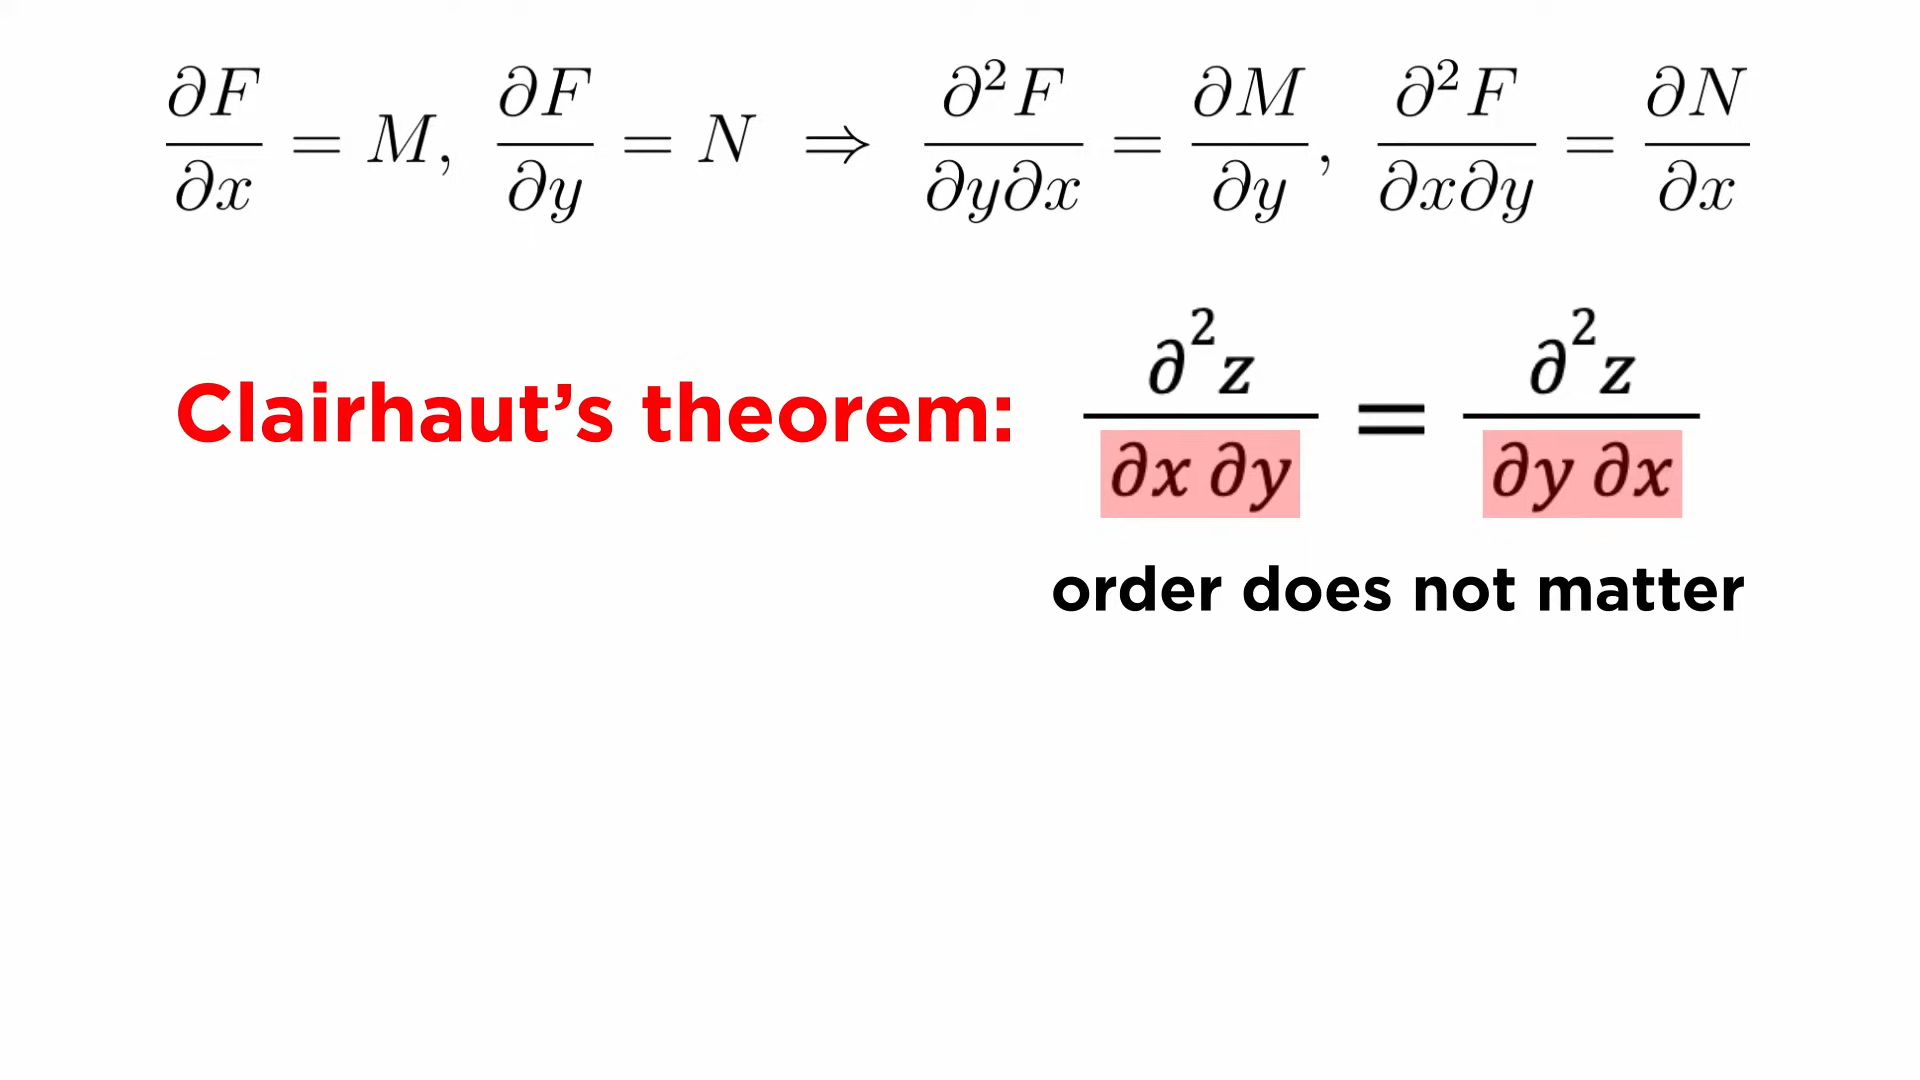 ∂F/∂x = M, ∂F/∂y = N ⇒ ∂²F/∂y∂x = ∂M/∂y, ∂²F/∂x∂y = ∂N/∂x
Clairhaut’s theorem: ∂²z/∂x ∂y = ∂²z/∂y ∂x
order does not matter